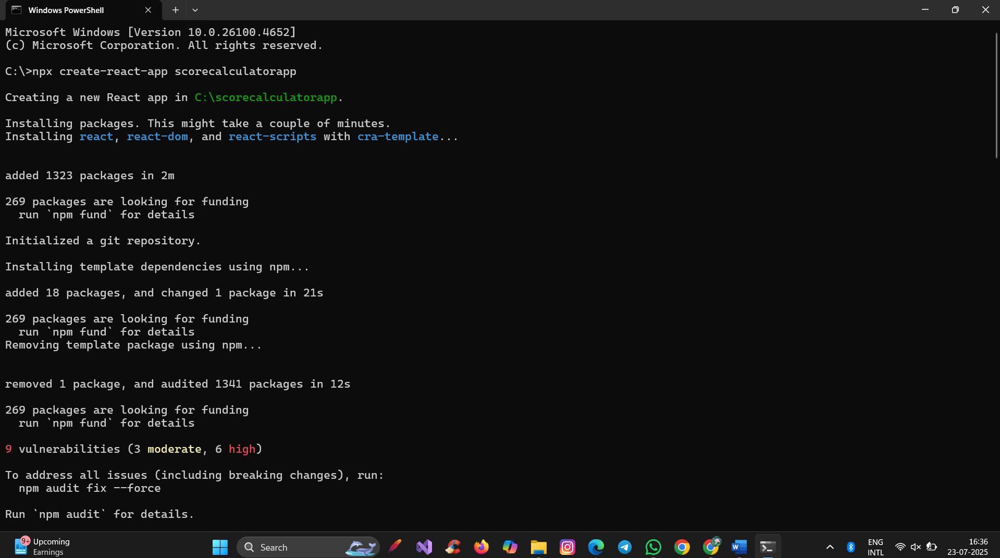 Windows PowerShell
Microsoft Windows [Version 10.0.26100.4652]
(c) Microsoft Corporation. All rights reserved.
C:\>npx create-react-app scorecalculatorapp
Creating a new React app in C:\scorecalculatorapp.
Installing packages. This might take a couple of minutes.
Installing react, react-dom, and react-scripts with cra-template...
added 1323 packages in 2m
269 packages are looking for funding
  run `npm fund` for details
Initialized a git repository.
Installing template dependencies using npm...
added 18 packages, and changed 1 package in 21s
269 packages are looking for funding
  run `npm fund` for details
Removing template package using npm...
removed 1 package, and audited 1341 packages in 12s
269 packages are looking for funding
  run `npm fund` for details
9 vulnerabilities (3 moderate, 6 high)
To address all issues (including breaking changes), run:
  npm audit fix --force
Run `npm audit` for details.
9+
Upcoming
Earnings
Search
W
ENG
INTL
16:36
23-07-2025